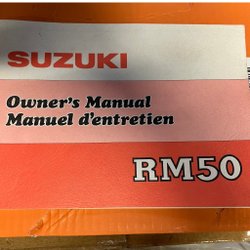 SUZUKI
Owner's Manual
Manuel d'entretien
RM50